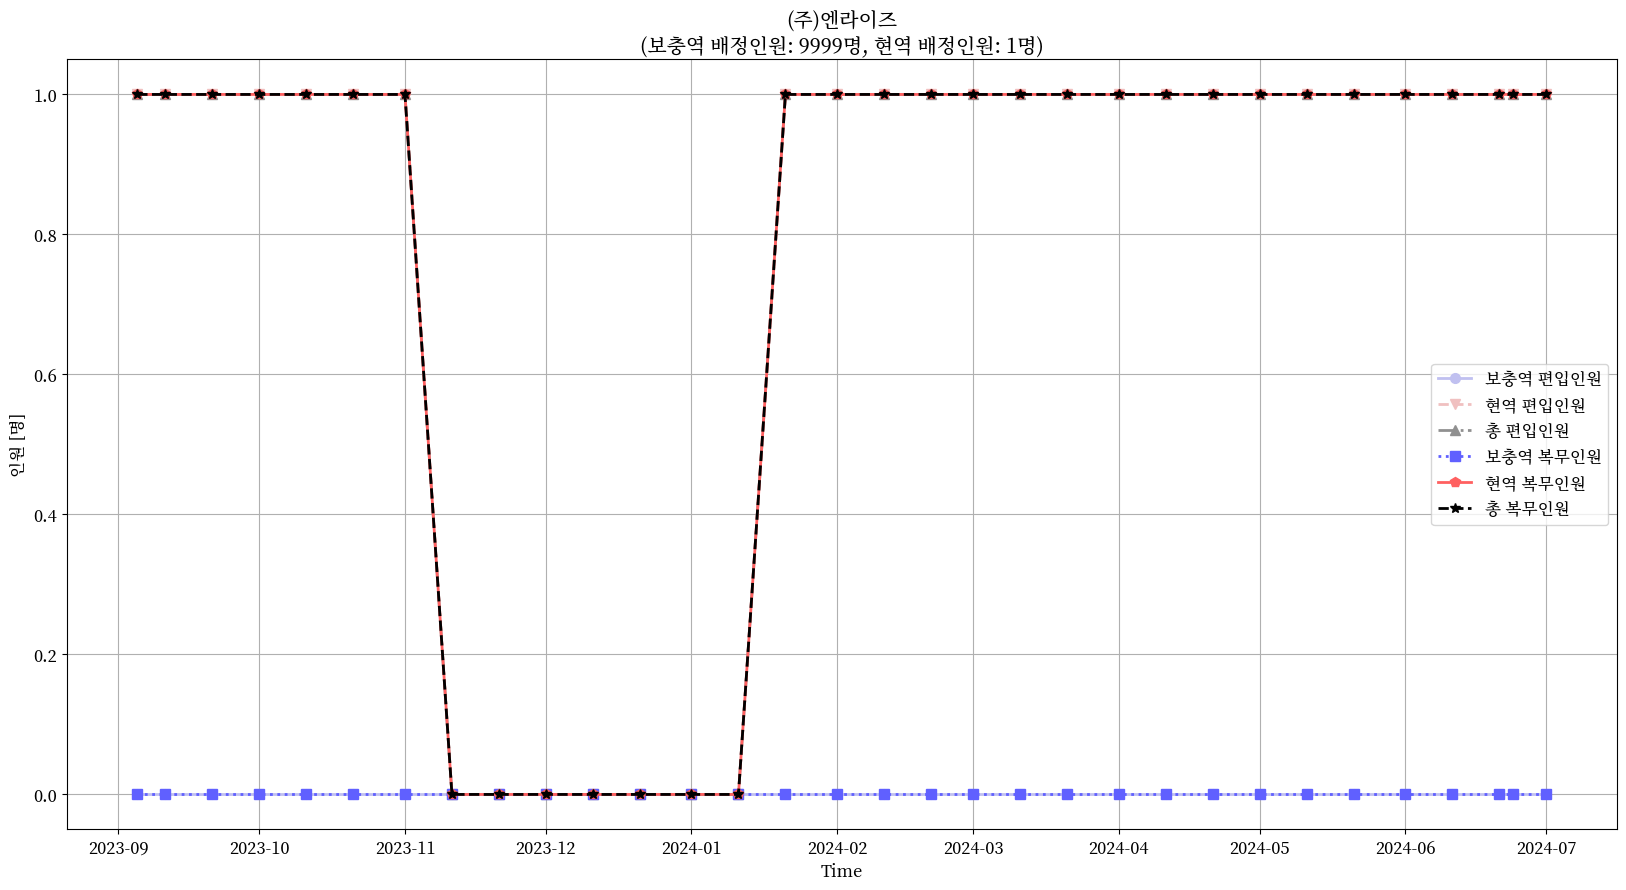 (주)엔라이즈
(보충역 배정인원: 9999명, 현역 배정인원: 1명)
1.0
0.8
0.6
0.4
0.2
0.0
인원 [명]
보충역 편입인원
현역 편입인원
총 편입인원
보충역 복무인원
현역 복무인원
총 복무인원
2023-09 2023-10 2023-11 2023-12 2024-01 2024-02 2024-03 2024-04 2024-05 2024-06 2024-07
Time